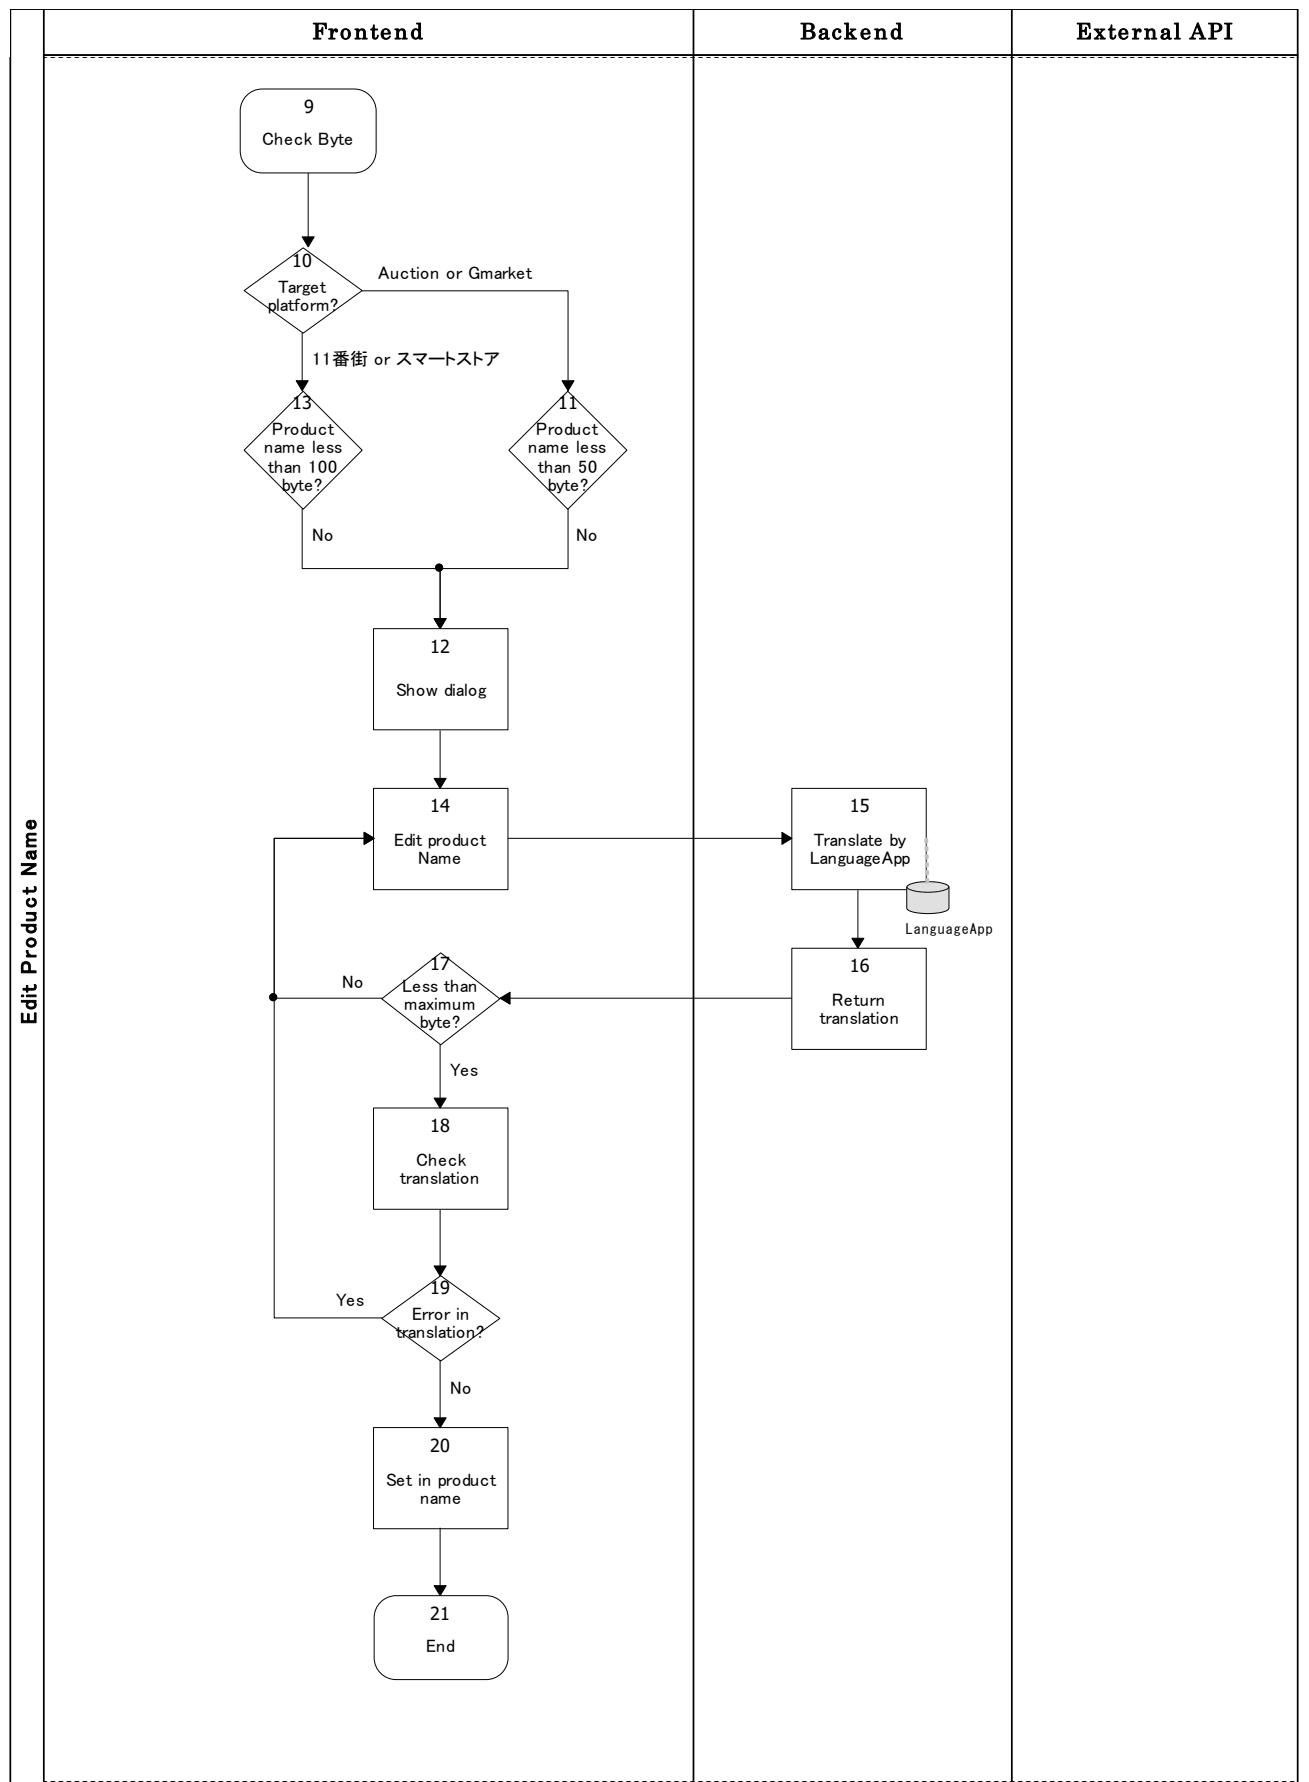 Frontend
Backend
External API
Edit Product Name
9
Check Byte
10
Target
platform?
Auction or Gmarket
11番街 or スマートストア
13
Product
name less
than 100
byte?
11
Product
name less
than 50
byte?
No
No
12
Show dialog
14
Edit product
Name
15
Translate by
LanguageApp
LanguageApp
17
Less than
maximum
byte?
No
16
Return
translation
Yes
18
Check
translation
19
Error in
translation?
Yes
No
20
Set in product
name
21
End